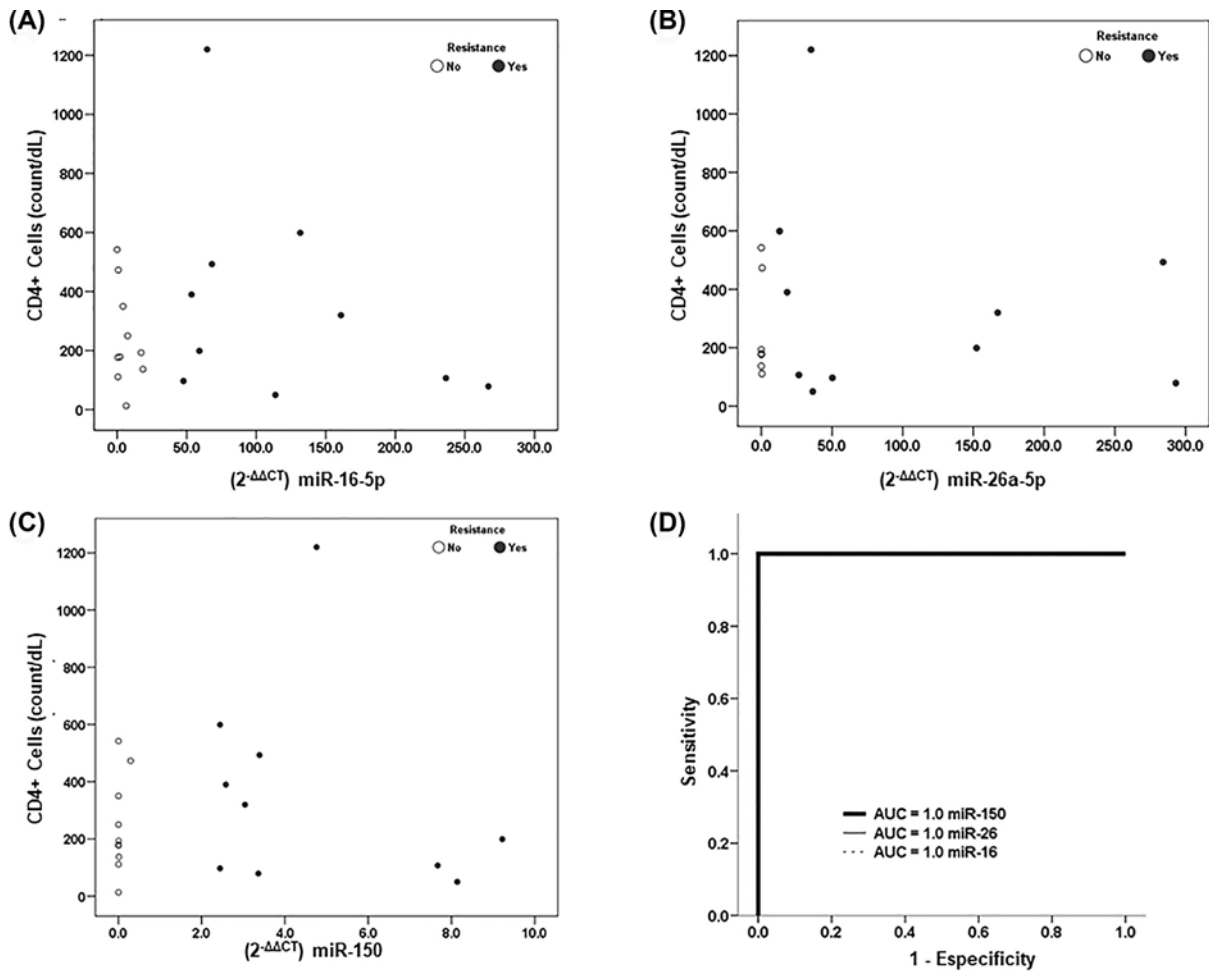 (A)
Resistance
No Yes
CD4+ Cells (count/dL)
1200
1000
800
600
400
200
0
0.0 50.0 100.0 150.0 200.0 250.0 300.0
(2-ΔΔCT) miR-16-5p
(B)
Resistance
No Yes
CD4+ Cells (count/dL)
1200
1000
800
600
400
200
0
0.0 50.0 100.0 150.0 200.0 250.0 300.0
(2-ΔΔCT) miR-26a-5p
(C)
Resistance
No Yes
CD4+ Cells (count/dL)
1200
1000
800
600
400
200
0
0.0 2.0 4.0 6.0 8.0 10.0
(2-ΔΔCT) miR-150
(D)
Sensitivity
1.0
0.8
0.6
0.4
0.2
0.0
AUC = 1.0 miR-150
AUC = 1.0 miR-26
AUC = 1.0 miR-16
0.0 0.2 0.4 0.6 0.8 1.0
1 - Especificity